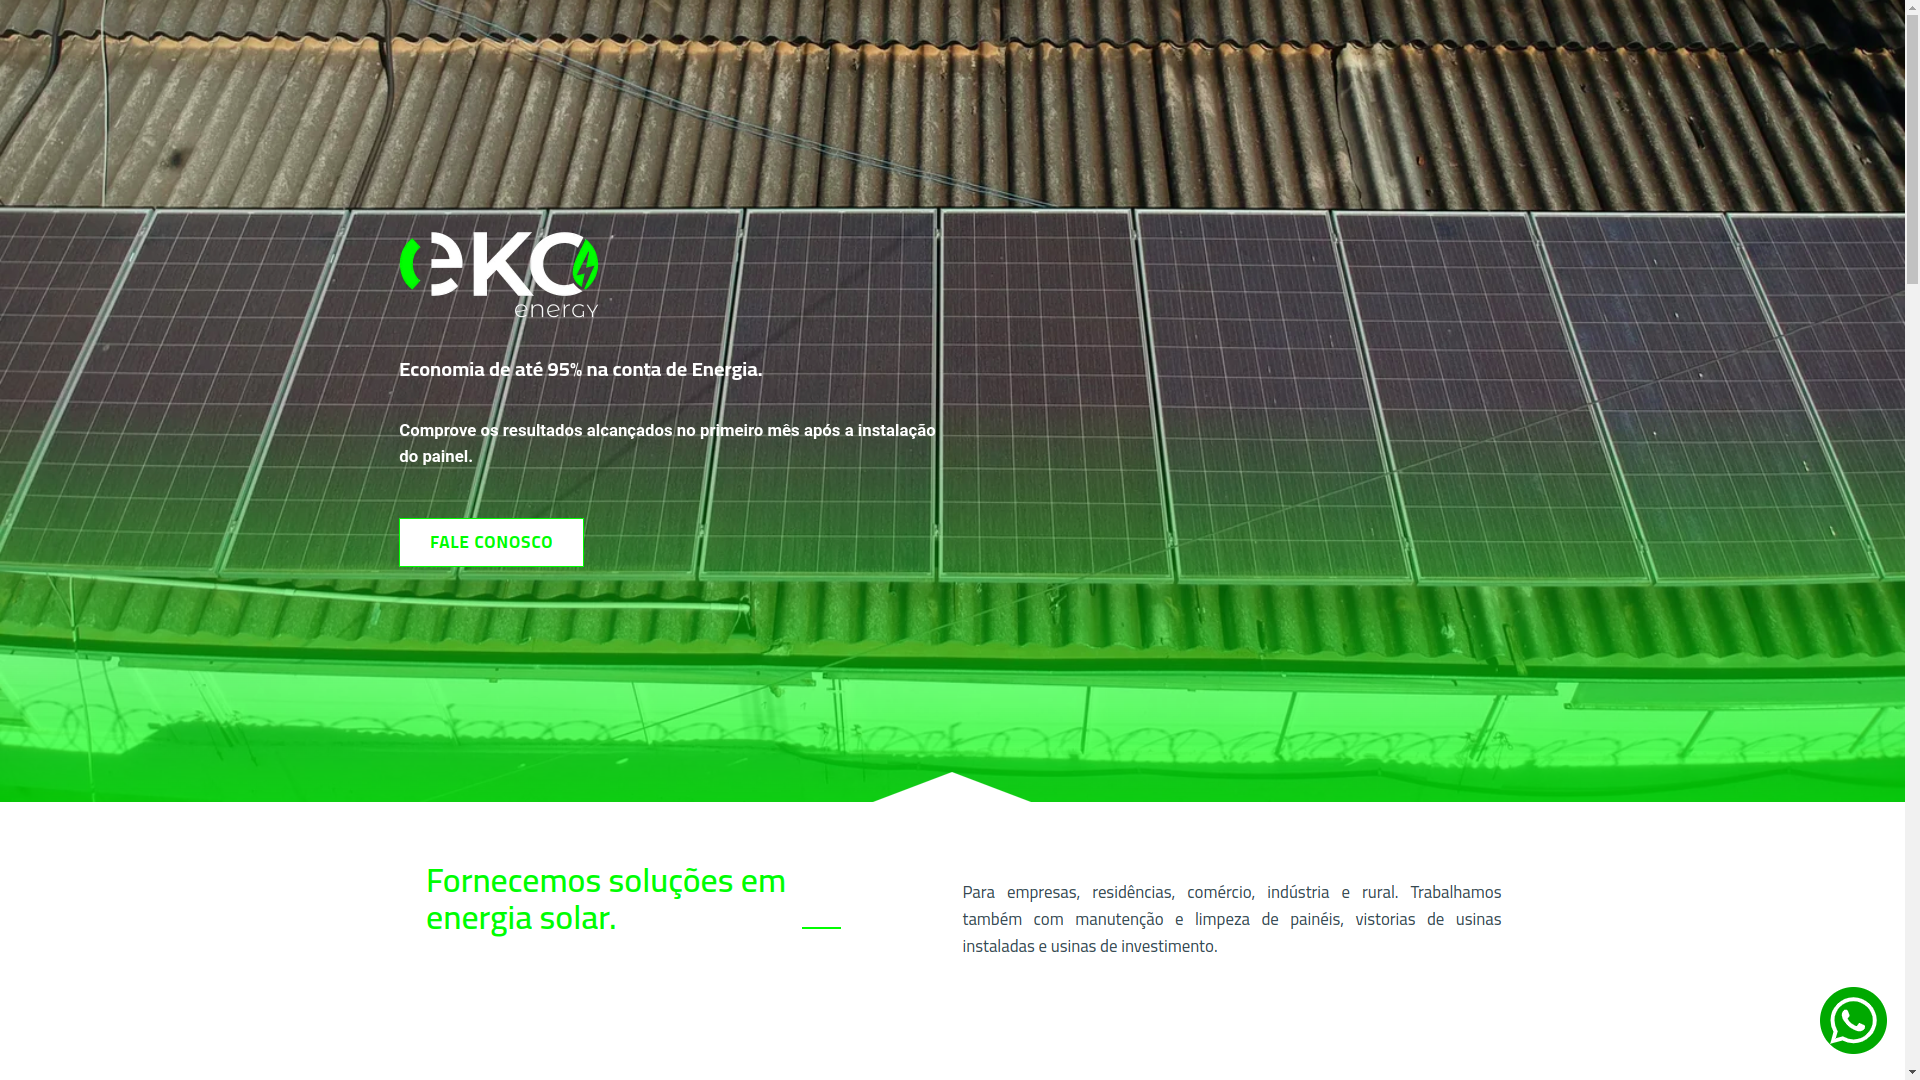 eko
energy
Economia de até 95% na conta de Energia.
Comprove os resultados alcançados no primeiro mês após a instalação
do painel.
FALE CONOSCO
Fornecemos soluções em
energia solar.
Para empresas, residências, comércio, indústria e rural. Trabalhamos
também com manutenção e limpeza de painéis, vistorias de usinas
instaladas e usinas de investimento.